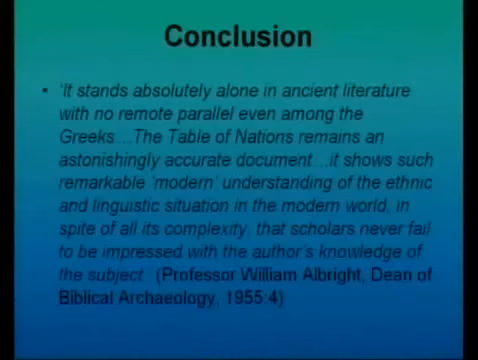 Conclusion
• 'It stands absolutely alone in ancient literature
with no remote parallel even among the
Greeks…The Table of Nations remains an
astonishingly accurate document…it shows such
remarkable 'modern' understanding of the ethnic
and linguistic situation in the modern world, in
spite of all its complexity that scholars never fail
to be impressed with the author's knowledge of
the subject (Professor William Albright, Dean of
Biblical Archaeology, 1955:4)